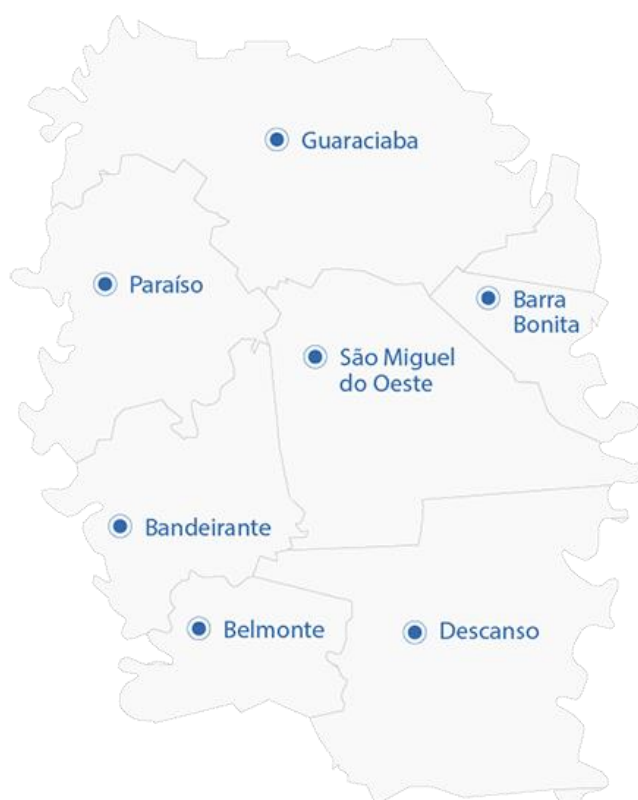 Guaraciaba
Paraíso
Barra
Bonita
São Miguel
do Oeste
Bandeirante
Belmonte
Descanso